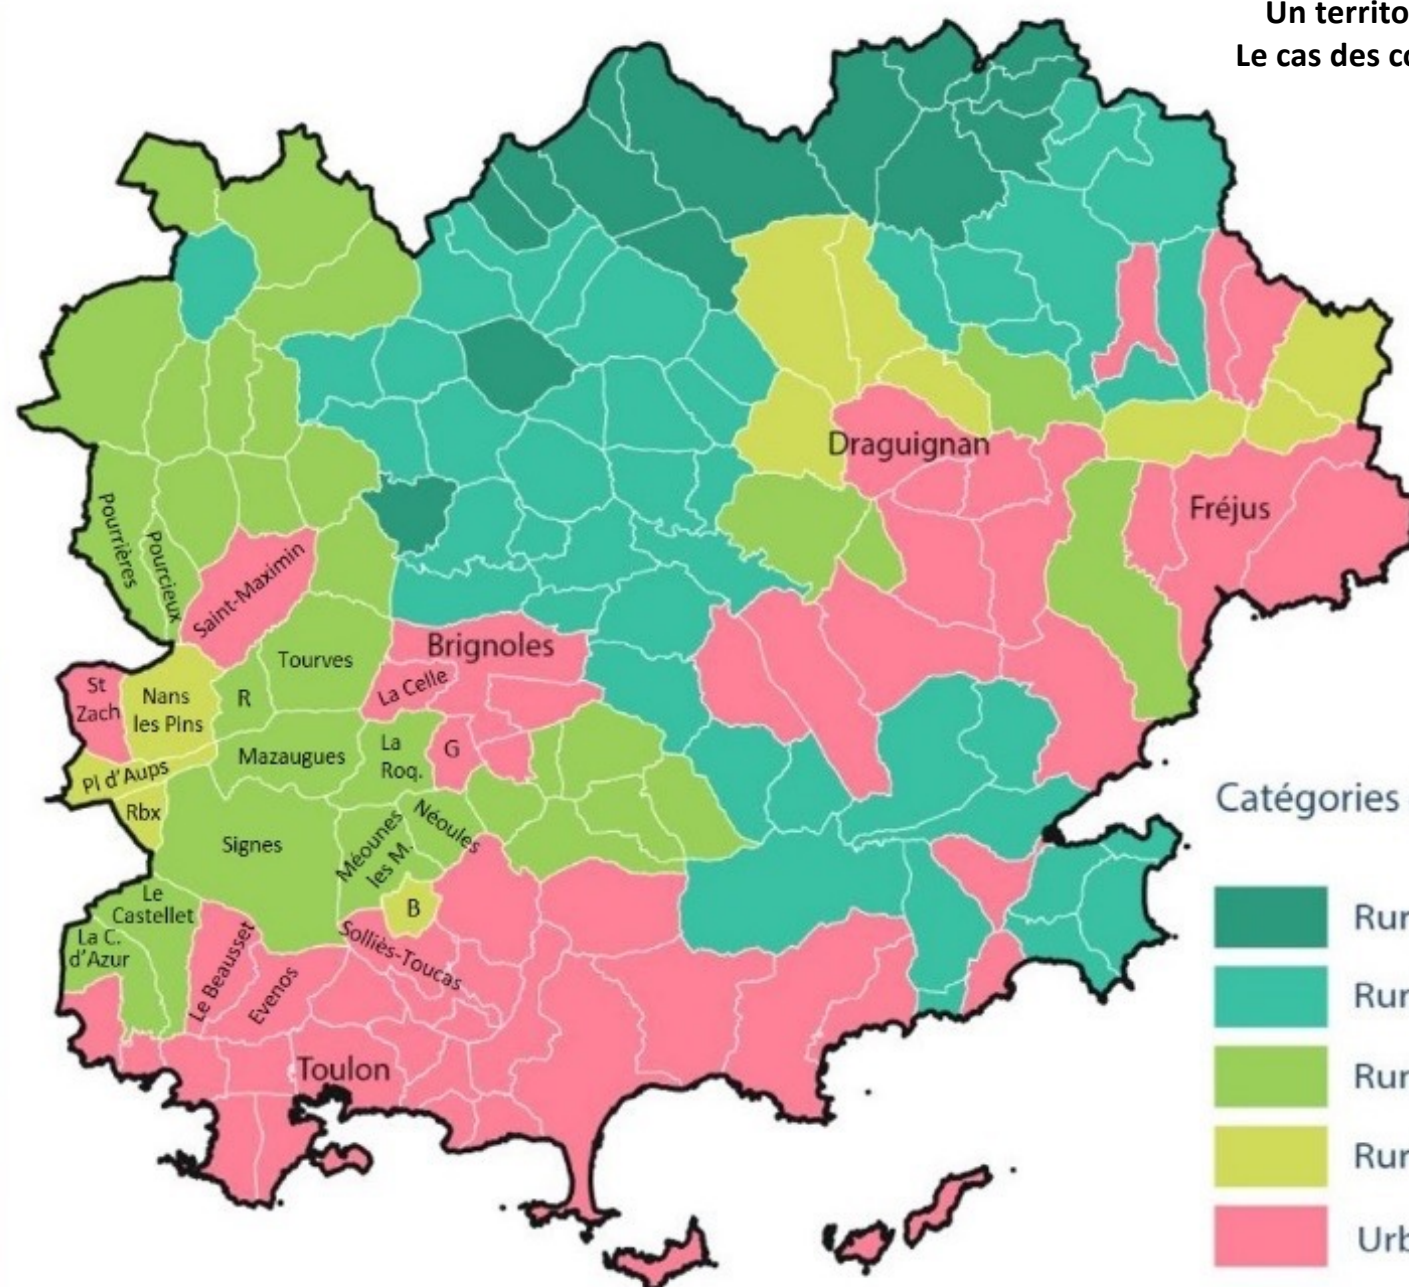 Un territo
Le cas des co
Draguignan
Fréjus
Pourrières
Pourcieux
Saint-Maximin
Brignoles
Tourves
La Celle
St
Zach
Nans
les Pins
R
Mazaugues
La
Roq.
G
Pl d'Aups
Rbx
Signes
Méounes
les M.
Néoules
B
Le
Castellet
La C.
d'Azur
Le Beausset
Evenos
Solliès-Toucas
Toulon
Catégories
Rur
Rur
Rur
Rur
Urb